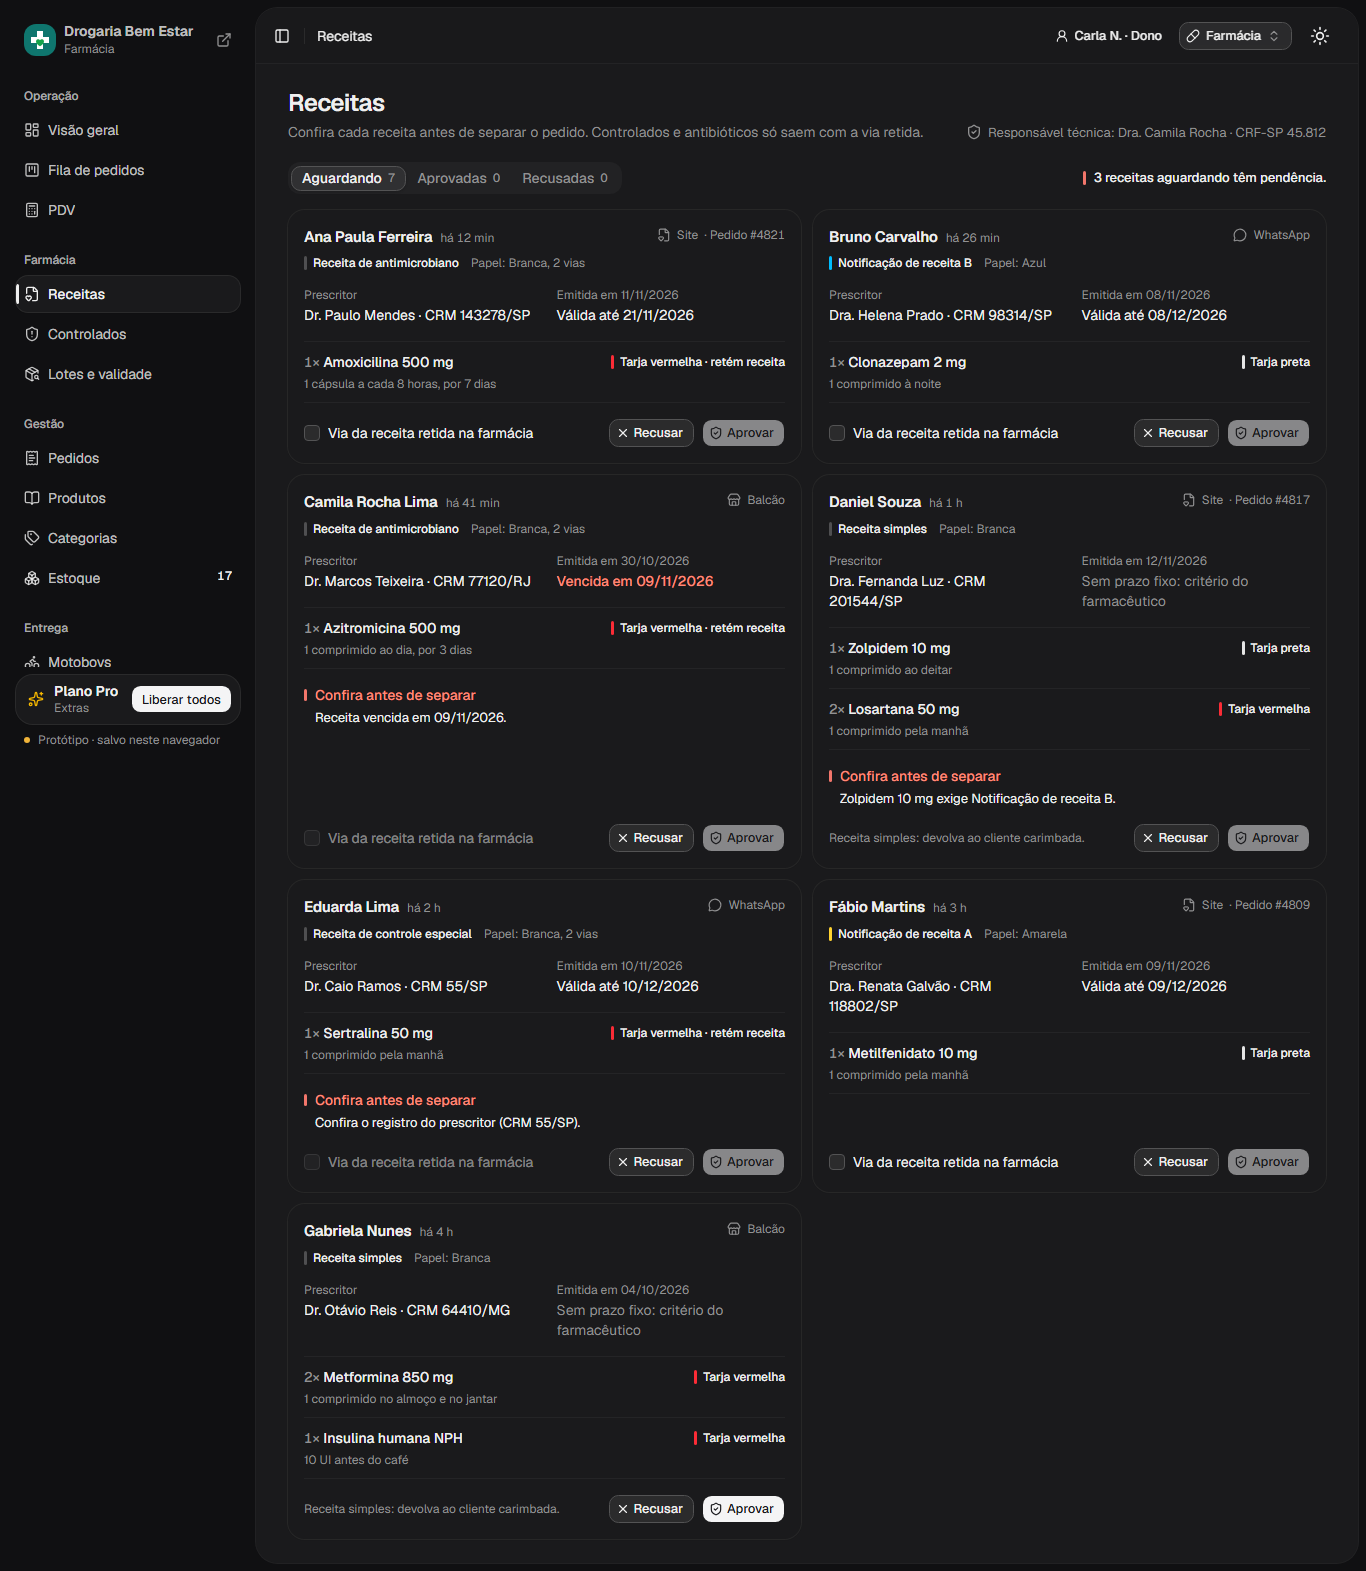 Drogaria Bem Estar
Farmácia
Operação
Visão geral
Fila de pedidos
PDV
Farmácia
Receitas
Controlados
Lotes e validade
Gestão
Pedidos
Produtos
Categorias
Estoque 17
Entrega
Motoboys
Plano Pro
Extras
Liberar todos
Protótipo · salvo neste navegador
Receitas
Carla N. · Dono
Farmácia
Receitas
Confira cada receita antes de separar o pedido. Controlados e antibióticos só saem com a via retida.
Responsável técnica: Dra. Camila Rocha · CRF-SP 45.812
Aguardando 7 Aprovadas 0 Recusadas 0
3 receitas aguardando têm pendência.
Ana Paula Ferreira há 12 min Site · Pedido #4821
Receita de antimicrobiano Papel: Branca, 2 vias
Prescritor Emitida em 11/11/2026
Dr. Paulo Mendes · CRM 143278/SP Válida até 21/11/2026
1× Amoxicilina 500 mg Tarja vermelha · retém receita
1 cápsula a cada 8 horas, por 7 dias
Via da receita retida na farmácia Recusar Aprovar
Bruno Carvalho há 26 min WhatsApp
Notificação de receita B Papel: Azul
Prescritor Emitida em 08/11/2026
Dra. Helena Prado · CRM 98314/SP Válida até 08/12/2026
1× Clonazepam 2 mg Tarja preta
1 comprimido à noite
Via da receita retida na farmácia Recusar Aprovar
Camila Rocha Lima há 41 min Balcão
Receita de antimicrobiano Papel: Branca, 2 vias
Prescritor Emitida em 30/10/2026
Dr. Marcos Teixeira · CRM 77120/RJ Vencida em 09/11/2026
1× Azitromicina 500 mg Tarja vermelha · retém receita
1 comprimido ao dia, por 3 dias
Confira antes de separar
Receita vencida em 09/11/2026.
Via da receita retida na farmácia Recusar Aprovar
Daniel Souza há 1 h Site · Pedido #4817
Receita simples Papel: Branca
Prescritor Emitida em 12/11/2026
Dra. Fernanda Luz · CRM Sem prazo fixo: critério do
201544/SP farmacêutico
1× Zolpidem 10 mg Tarja preta
1 comprimido ao deitar
2× Losartana 50 mg Tarja vermelha
1 comprimido pela manhã
Confira antes de separar
Zolpidem 10 mg exige Notificação de receita B.
Receita simples: devolva ao cliente carimbada. Recusar Aprovar
Eduarda Lima há 2 h WhatsApp
Receita de controle especial Papel: Branca, 2 vias
Prescritor Emitida em 10/11/2026
Dr. Caio Ramos · CRM 55/SP Válida até 10/12/2026
1× Sertralina 50 mg Tarja vermelha · retém receita
1 comprimido pela manhã
Confira antes de separar
Confira o registro do prescritor (CRM 55/SP).
Via da receita retida na farmácia Recusar Aprovar
Fábio Martins há 3 h Site · Pedido #4809
Notificação de receita A Papel: Amarela
Prescritor Emitida em 09/11/2026
Dra. Renata Galvão · CRM Válida até 09/12/2026
118802/SP
1× Metilfenidato 10 mg Tarja preta
1 comprimido pela manhã
Via da receita retida na farmácia Recusar Aprovar
Gabriela Nunes há 4 h Balcão
Receita simples Papel: Branca
Prescritor Emitida em 04/10/2026
Dr. Otávio Reis · CRM 64410/MG Sem prazo fixo: critério do
farmacêutico
2× Metformina 850 mg Tarja vermelha
1 comprimido no almoço e no jantar
1× Insulina humana NPH Tarja vermelha
10 UI antes do café
Receita simples: devolva ao cliente carimbada. Recusar Aprovar